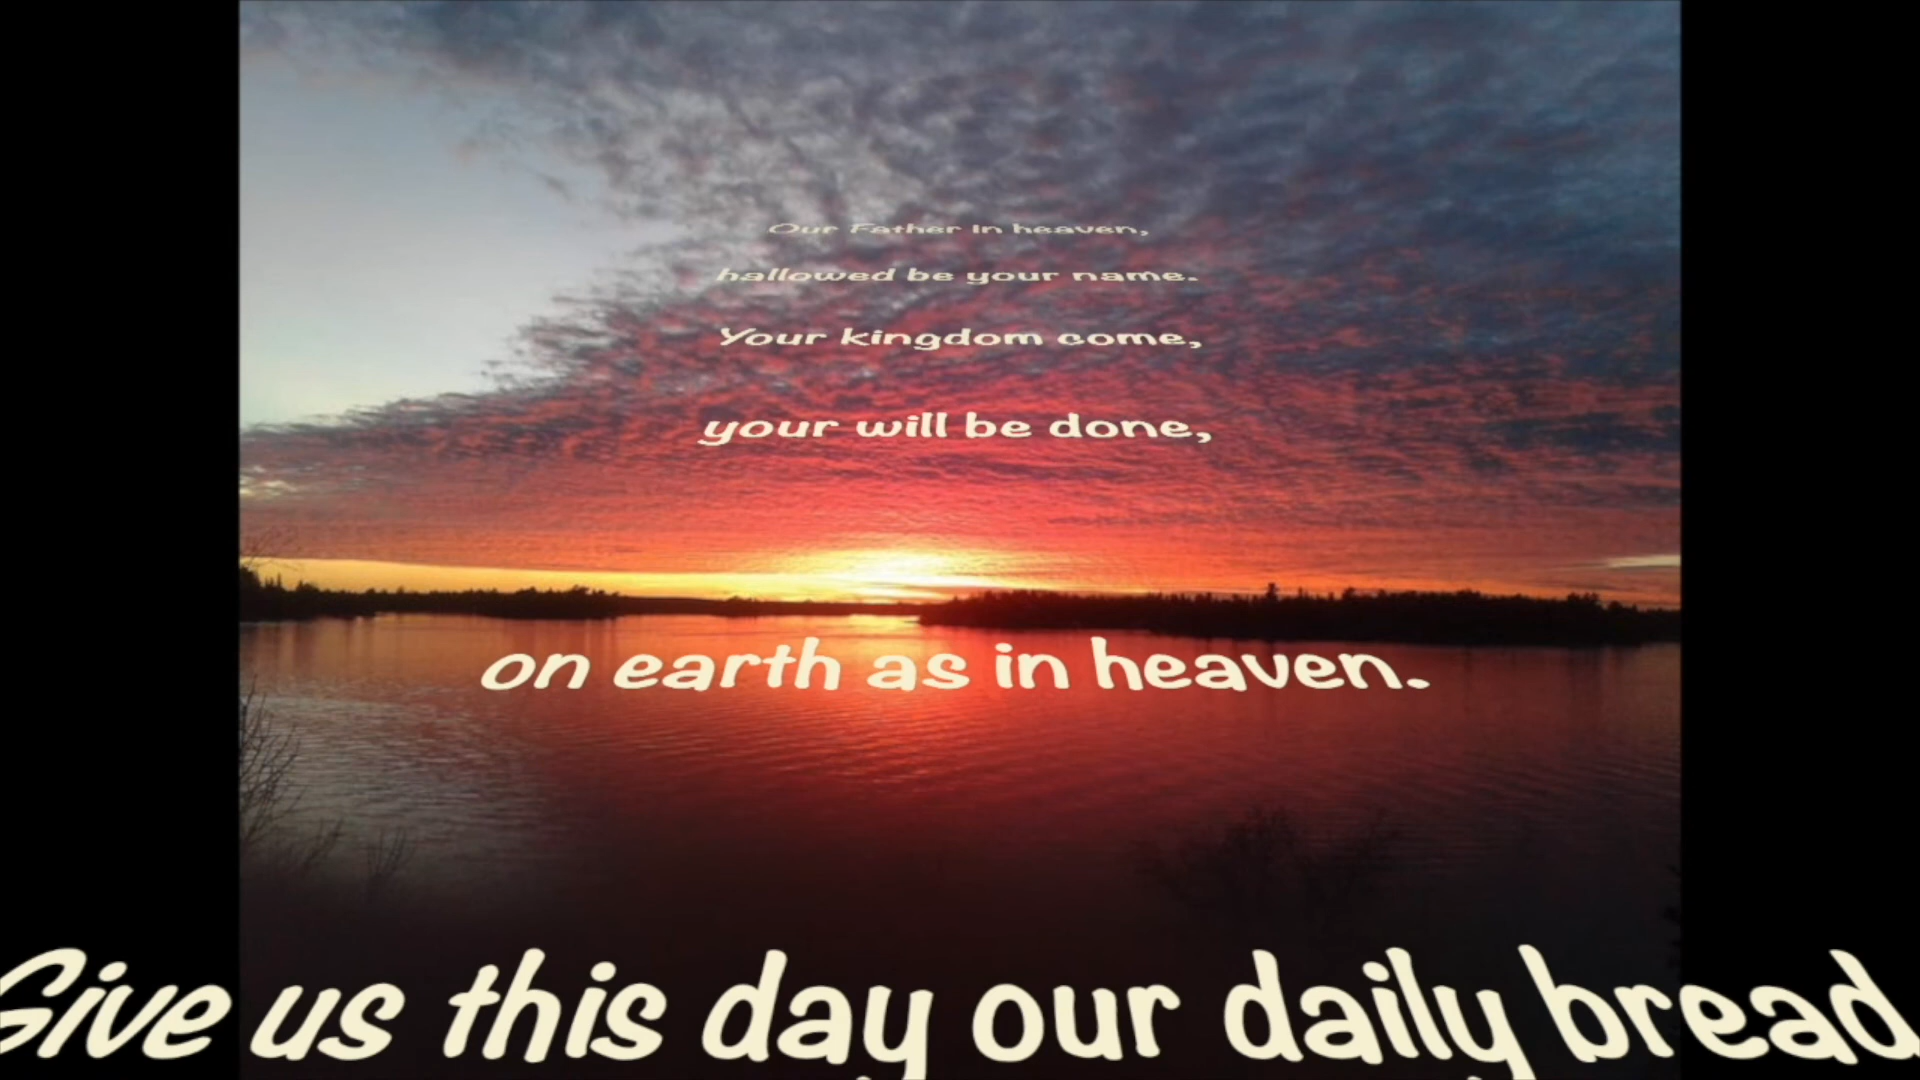 Our Father in heaven,
hallowed be your name.
Your kingdom come,
your will be done,
on earth as in heaven.
Give us this day our daily bread